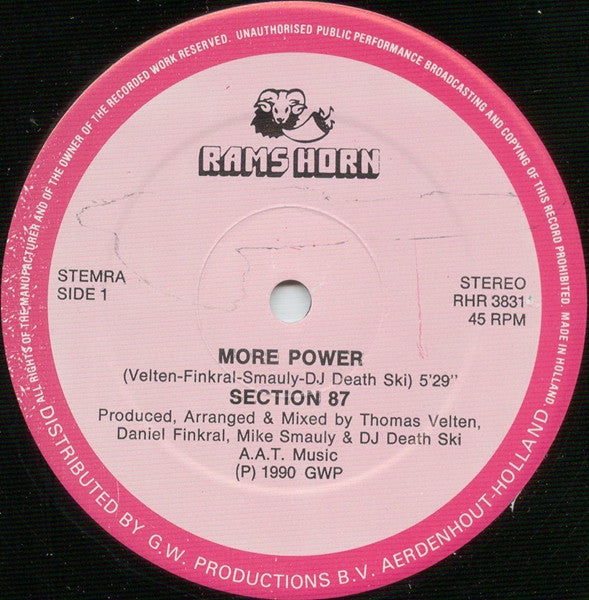 ALL RIGHTS OF THE MANUFACTURER AND OF THE OWNER OF THE RECORDED WORK RESERVED. UNAUTHORISED PUBLIC PERFORMANCE BROADCASTING AND COPYING OF THIS RECORD PROHIBITED. MADE IN HOLLAND
RAMS HORN
STEMRA
SIDE 1
STEREO
RHR 3831
45 RPM
MORE POWER
(Velten-Finkral-Smauly-DJ Death Ski) 5'29''
SECTION 87
Produced, Arranged & Mixed by Thomas Velten,
Daniel Finkral, Mike Smauly & DJ Death Ski
A.A.T. Music
(P) 1990 GWP
DISTRIBUTED BY G.W. PRODUCTIONS B.V. AERDENHOUT-HOLLAND